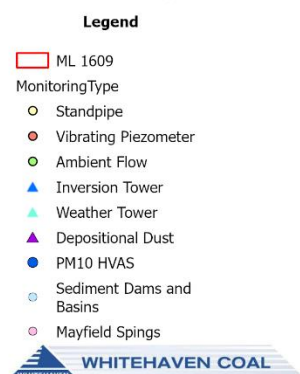 Legend
ML 1609
MonitoringType
Standpipe
Vibrating Piezometer
Ambient Flow
Inversion Tower
Weather Tower
Depositional Dust
PM10 HVAS
Sediment Dams and
Basins
Mayfield Spings
WHITEHAVEN COAL